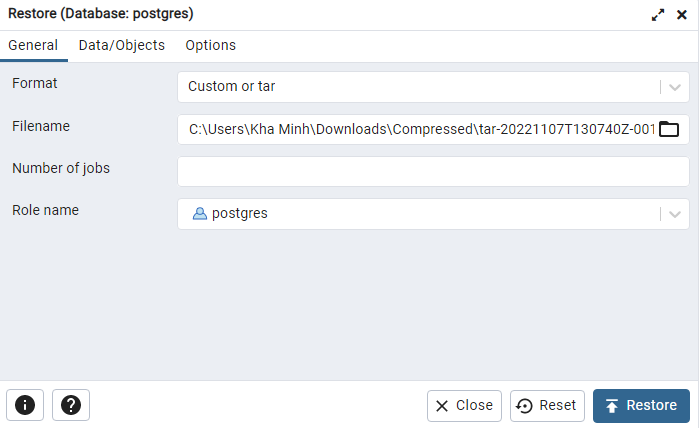 Restore (Database: postgres)
General Data/Objects Options
Format Custom or tar
Filename C:\Users\Kha Minh\Downloads\Compressed\tar-20221107T130740Z-001
Number of jobs
Role name postgres
Close Reset Restore